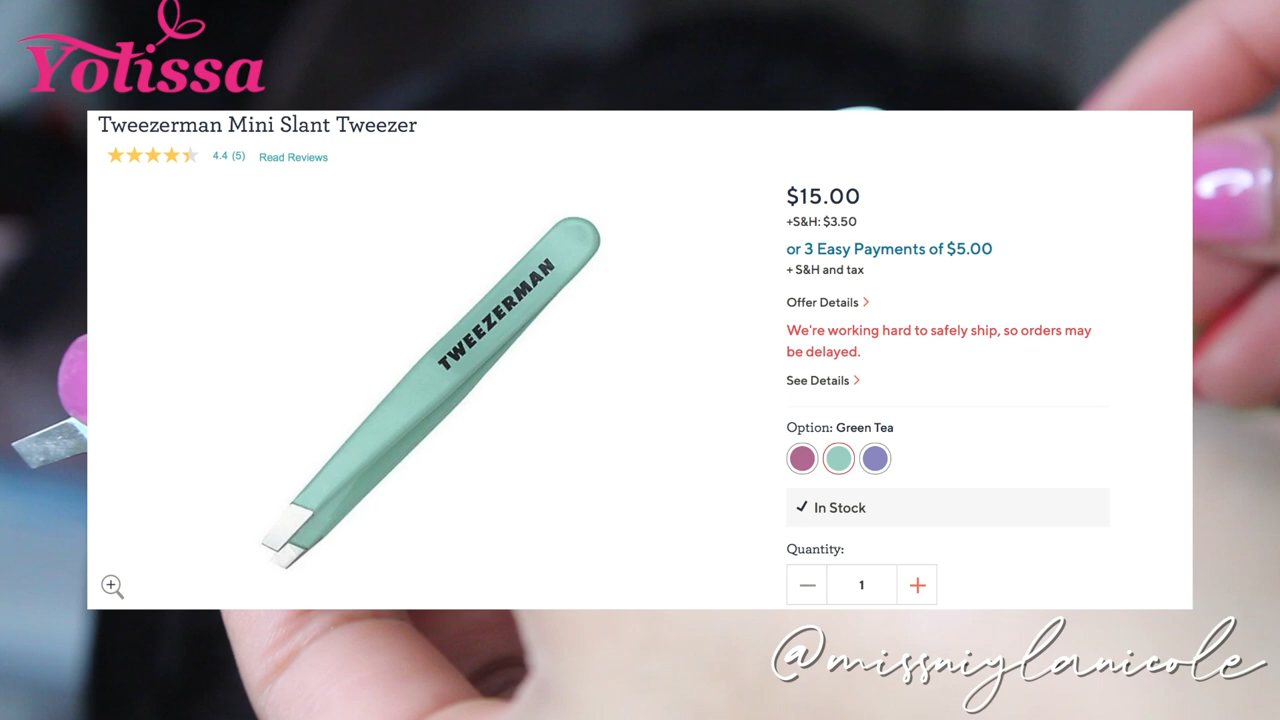 Yolissa
Tweezerman Mini Slant Tweezer
4.4 (5) Read Reviews
TWEEZERMAN
$15.00
+S&H: $3.50
or 3 Easy Payments of $5.00
+ S&H and tax
Offer Details
We're working hard to safely ship, so orders may
be delayed.
See Details
Option: Green Tea
In Stock
Quantity:
1
@missniylanicole